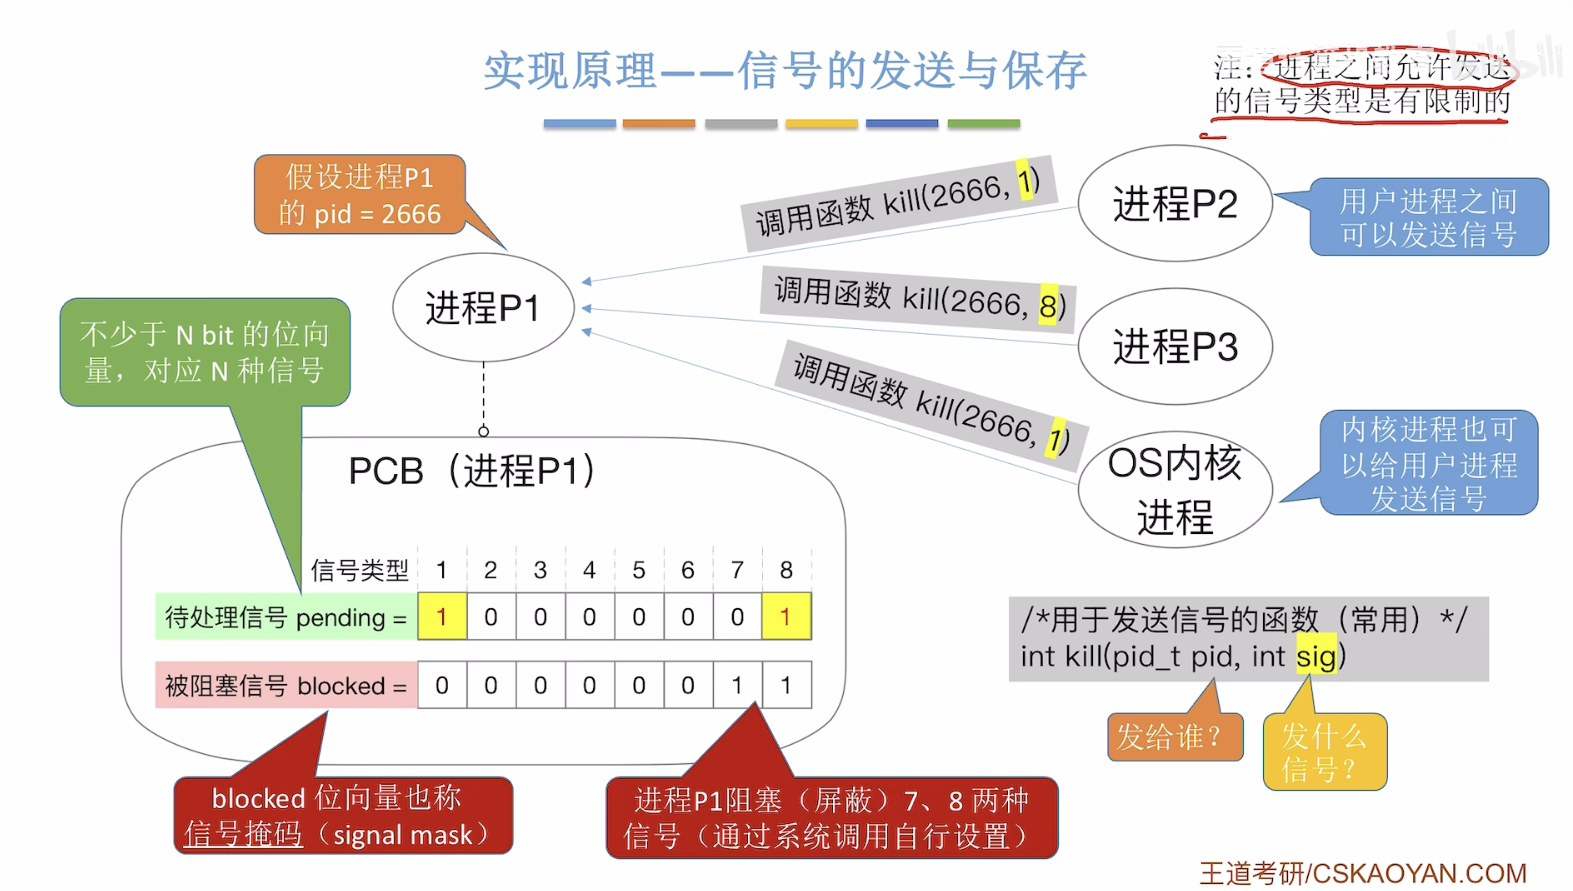 实现原理——信号的发送与保存
注：进程之间允许发送
的信号类型是有限制的
假设进程P1
的 pid = 2666
调用函数 kill(2666, 1)
进程P2
用户进程之间
可以发送信号
进程P1
调用函数 kill(2666, 8)
进程P3
不少于 N bit 的位向
量，对应 N 种信号
调用函数 kill(2666, 1)
OS内核
进程
内核进程也可
以给用户进程
发送信号
PCB（进程P1）
信号类型 1 2 3 4 5 6 7 8
待处理信号 pending = 1 0 0 0 0 0 0 1
被阻塞信号 blocked = 0 0 0 0 0 0 1 1
/*用于发送信号的函数（常用）*/
int kill(pid_t pid, int sig)
发给谁？
发什么
信号？
blocked 位向量也称
信号掩码（signal mask）
进程P1阻塞（屏蔽）7、8 两种
信号（通过系统调用自行设置）
王道考研/CSKAOYAN.COM